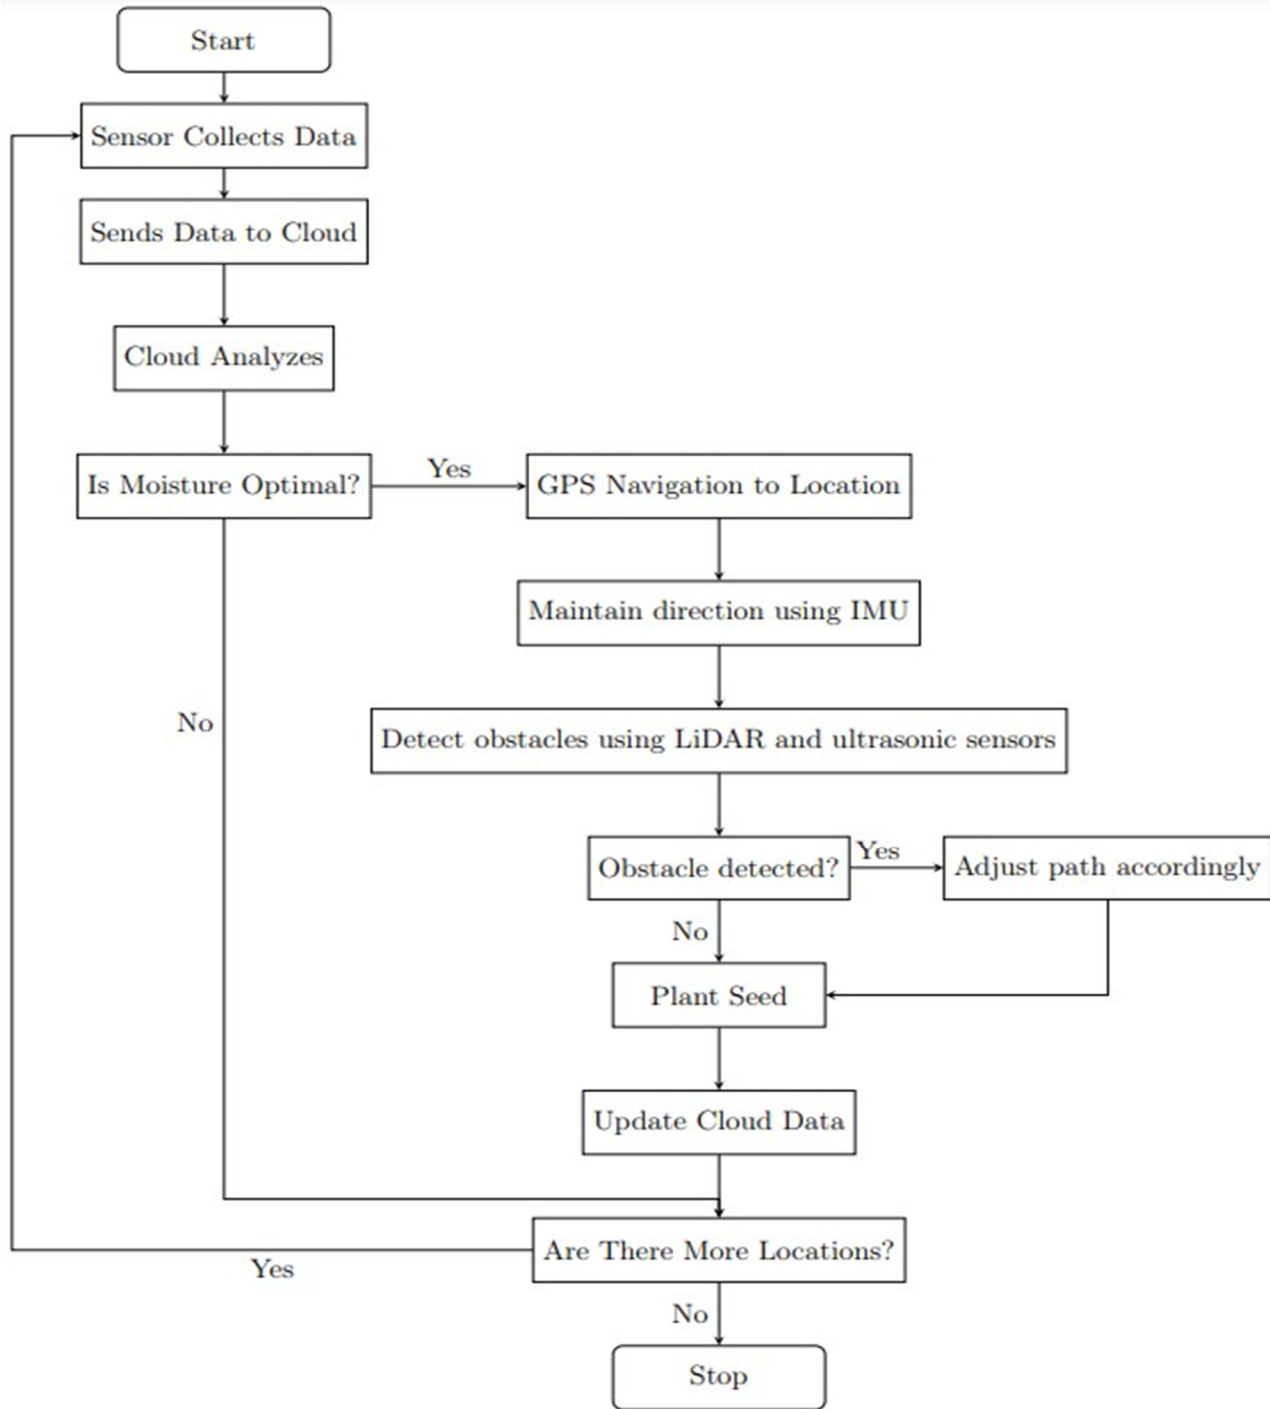 Start
Sensor Collects Data
Sends Data to Cloud
Cloud Analyzes
Is Moisture Optimal?
Yes
GPS Navigation to Location
Maintain direction using IMU
No
Detect obstacles using LiDAR and ultrasonic sensors
Obstacle detected?
Yes
Adjust path accordingly
No
Plant Seed
Update Cloud Data
Are There More Locations?
Yes
No
Stop